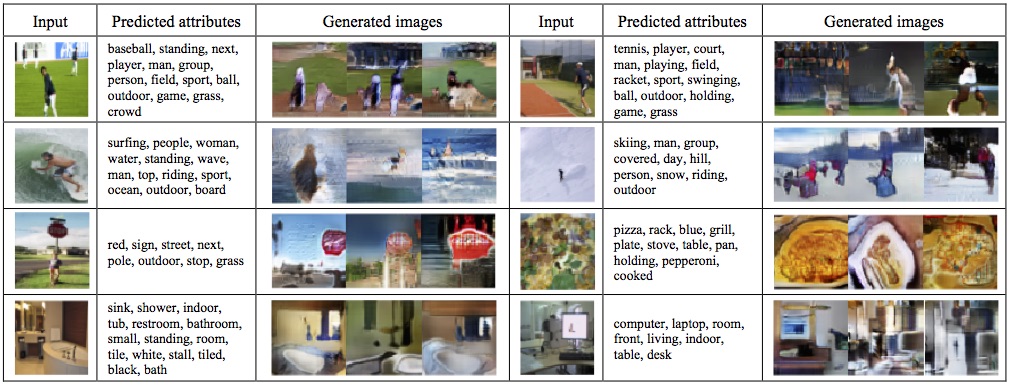 Input Predicted attributes Generated images Input Predicted attributes Generated images
baseball, standing, next,
player, man, group,
person, field, sport, ball,
outdoor, game, grass,
crowd
tennis, player, court,
man, playing, field,
racket, sport, swinging,
ball, outdoor, holding,
game, grass
surfing, people, woman,
water, standing, wave,
man, top, riding, sport,
ocean, outdoor, board
skiing, man, group,
covered, day, hill,
person, snow, riding,
outdoor
red, sign, street, next,
pole, outdoor, stop, grass
pizza, rack, blue, grill,
plate, stove, table, pan,
holding, pepperoni,
cooked
sink, shower, indoor,
tub, restroom, bathroom,
small, standing, room,
tile, white, stall, tiled,
black, bath
computer, laptop, room,
front, living, indoor,
table, desk